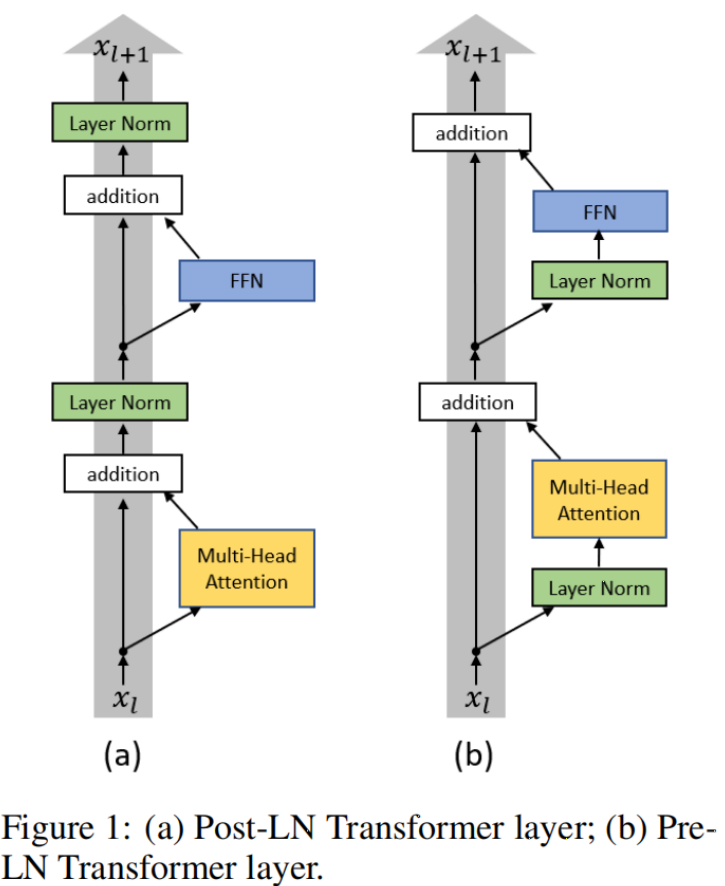 x_{l+1}
Layer Norm
addition
FFN
Layer Norm
addition
Multi-Head
Attention
x_l
(a)
x_{l+1}
addition
FFN
Layer Norm
addition
Multi-Head
Attention
Layer Norm
x_l
(b)
Figure 1: (a) Post-LN Transformer layer; (b) Pre-
LN Transformer layer.